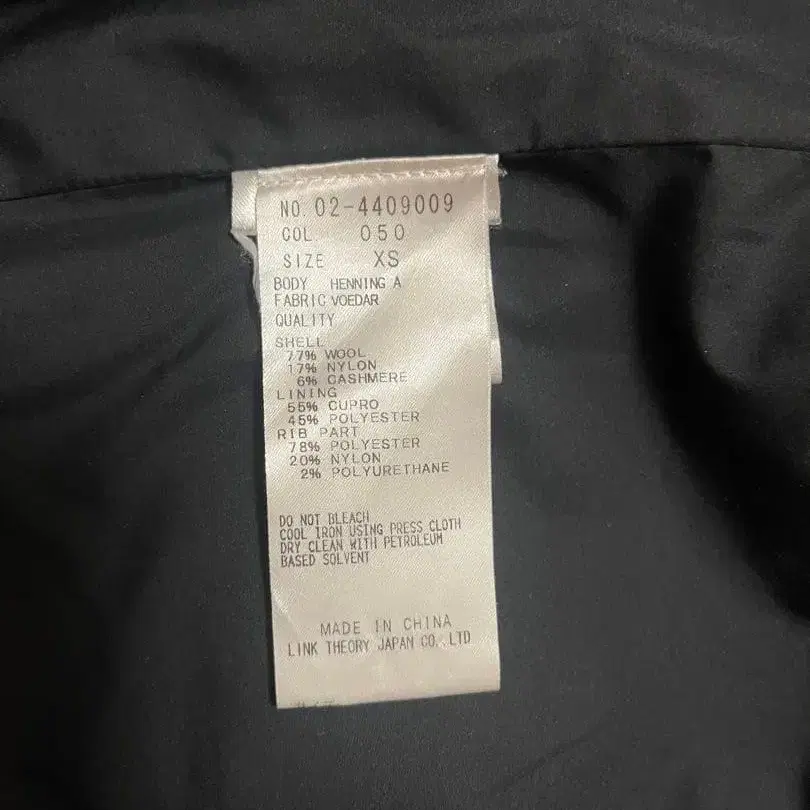 NO. 02-4409009
COL 050
SIZE XS
BODY HENNING A
FABRIC VOEDAR
QUALITY
SHELL
77% WOOL
17% NYLON
6% CASHMERE
LINING
55% CUPRO
45% POLYESTER
RIB PART
78% POLYESTER
20% NYLON
2% POLYURETHANE
DO NOT BLEACH
COOL IRON USING PRESS CLOTH
DRY CLEAN WITH PETROLEUM
BASED SOLVENT
MADE IN CHINA
LINK THEORY JAPAN CO., LTD